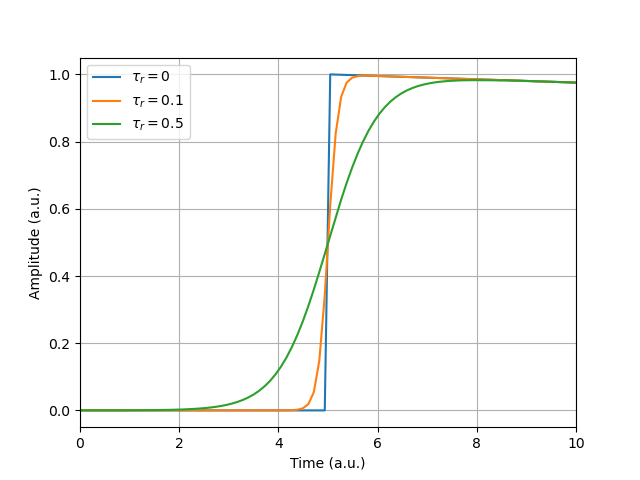 τr = 0
τr = 0.1
τr = 0.5
1.0
0.8
0.6
0.4
0.2
0.0
Amplitude (a.u.)
0 2 4 6 8 10
Time (a.u.)